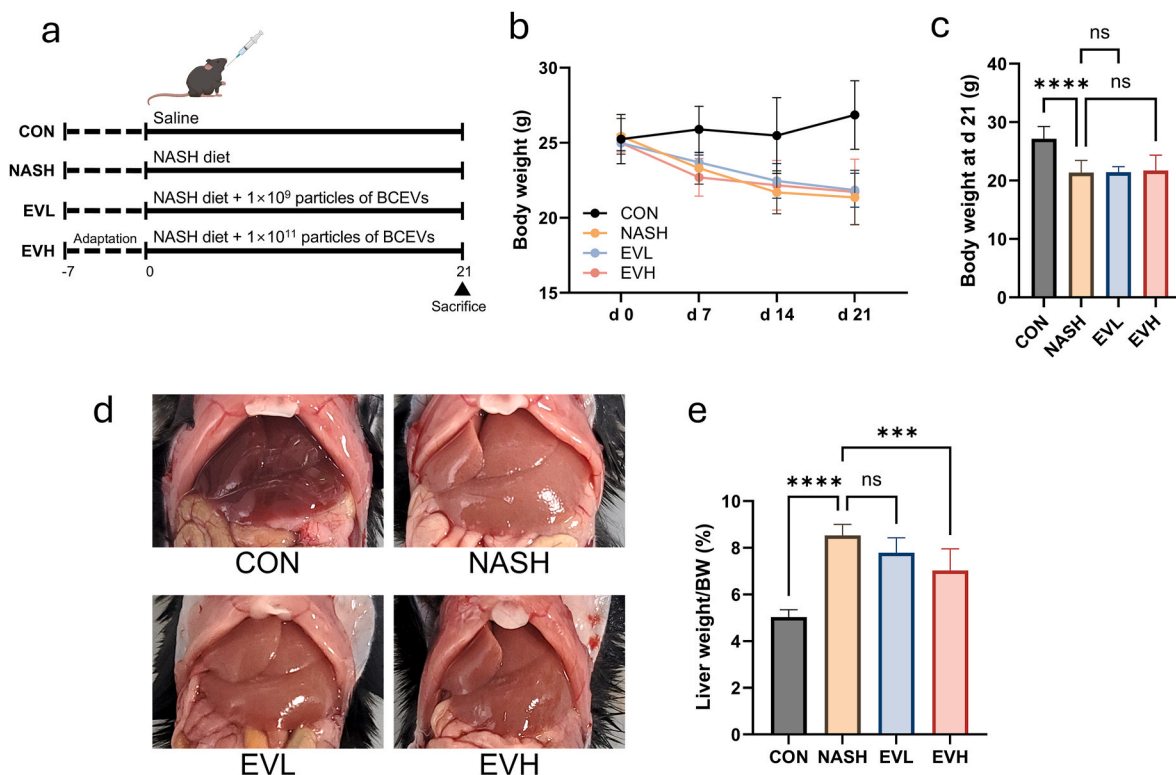 a
CON
Saline
NASH
NASH diet
EVL
NASH diet + 1×10⁹ particles of BCEVs
EVH
Adaptation
NASH diet + 1×10¹¹ particles of BCEVs
-7
0
21
Sacrifice
b
Body weight (g)
30
25
20
15
CON
NASH
EVL
EVH
d 0
d 7
d 14
d 21
c
Body weight at d 21 (g)
40
30
20
10
0
ns
****
ns
CON
NASH
EVL
EVH
d
CON
NASH
EVL
EVH
e
Liver weight/BW (%)
10
8
6
4
2
0
***
****
ns
CON
NASH
EVL
EVH